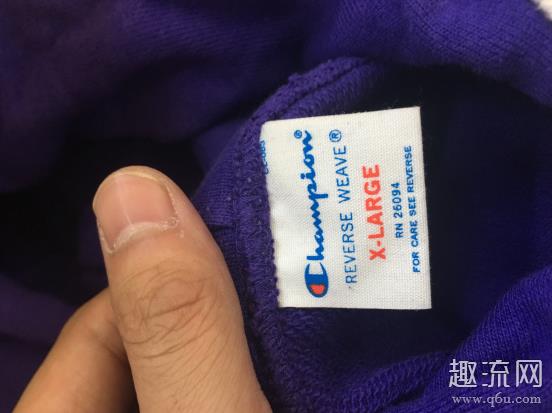 Champion
REVERSE WEAVE®
X-LARGE
RN 26094
FOR CARE SEE REVERSE
趣流网
www.q6u.com